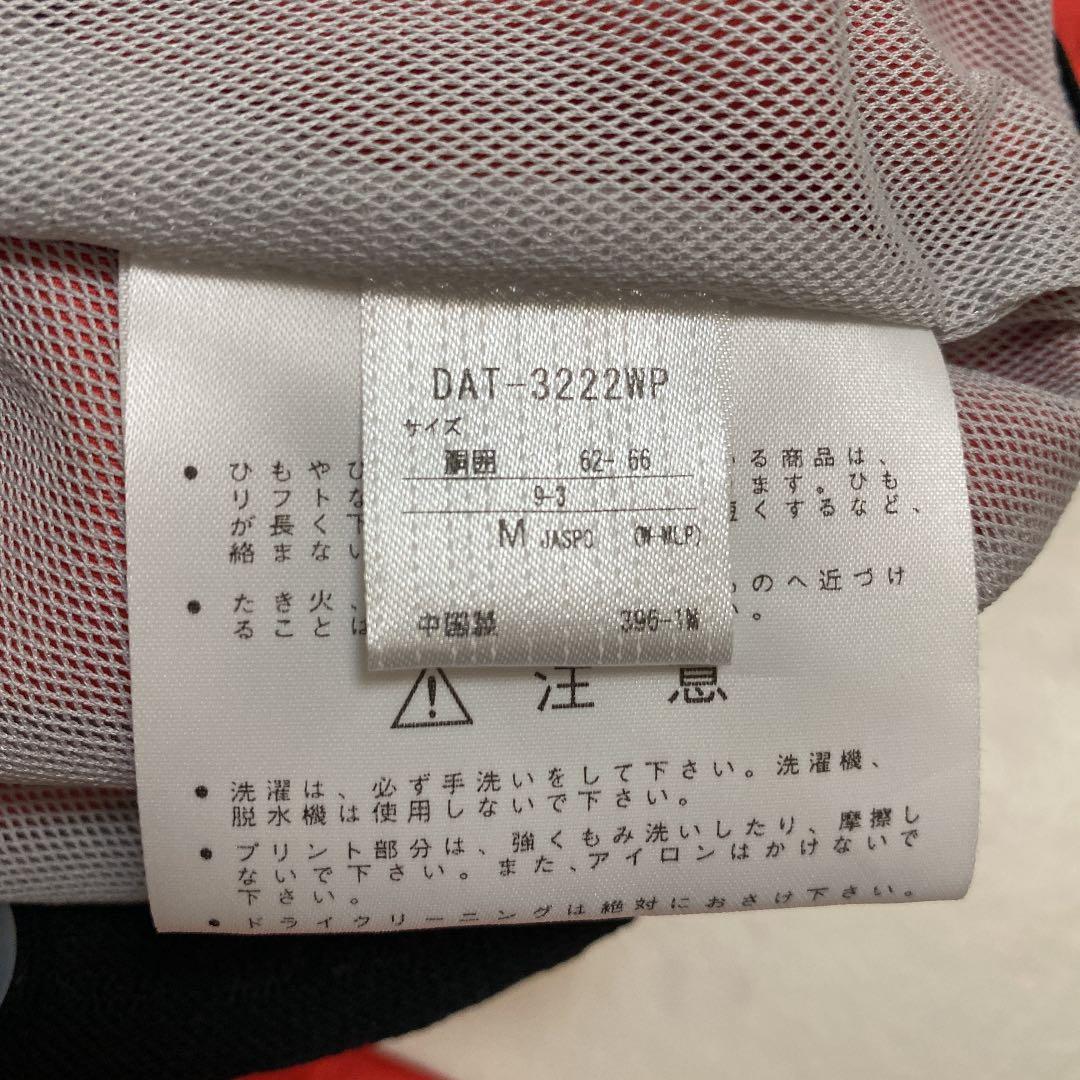 DAT-3222WP
サイズ
胴囲 62-66
9-3
M JASPO (W-WLP)
中国製 396-1W
• ひもやひ る商品は、
リフトな ます。ひも
が長く下 短くするなど、
絡まない
• たき火、 ものへ近づけ
ること は 。
注意
• 洗濯は、必ず手洗いをして下さい。洗濯機、
脱水機は使用しないで下さい。
• プリント部分は、強くもみ洗いしたり、摩擦し
ないで下さい。また、アイロンはかけないで
下さい。
• ドライクリーニングは絶対におさけ下さい。